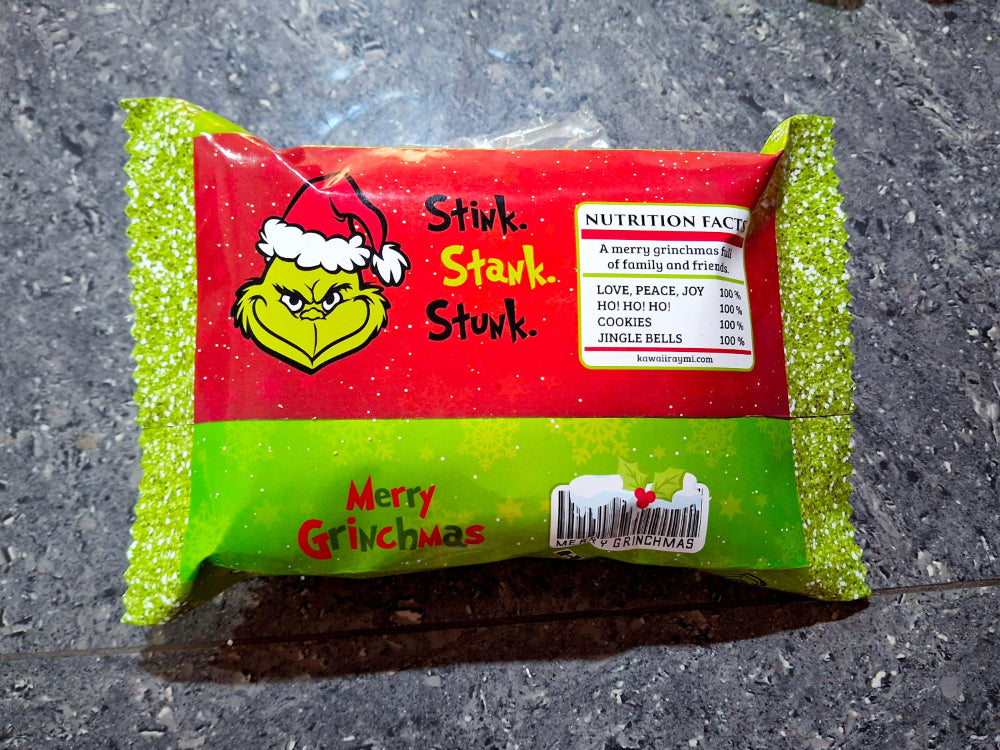 Stink.
Stank.
Stunk.
NUTRITION FACTS
A merry grinchmas full
of family and friends.
LOVE, PEACE, JOY 100 %
HO! HO! HO! 100 %
COOKIES 100 %
JINGLE BELLS 100 %
kawaiiraymi.com
Merry
Grinchmas
MERRY GRINCHMAS